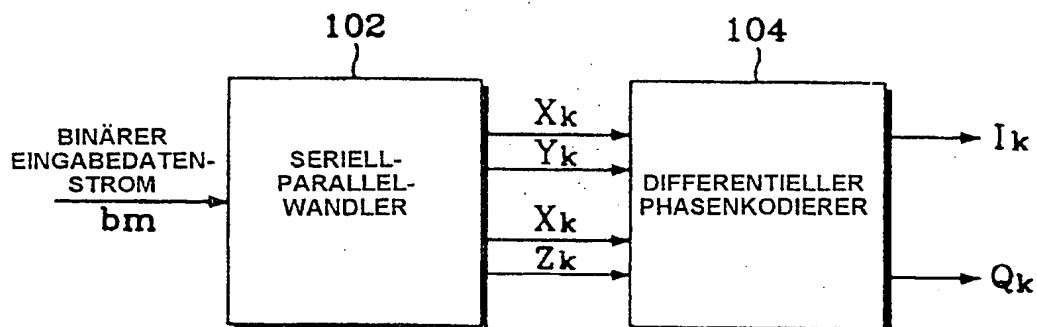 102
104
BINÄRER
EINGABEDATEN-
STROM
bm
SERIELL-
PARALLEL-
WANDLER
Xk
Yk
Xk
Zk
DIFFERENTIELLER
PHASENKODIERER
Ik
Qk